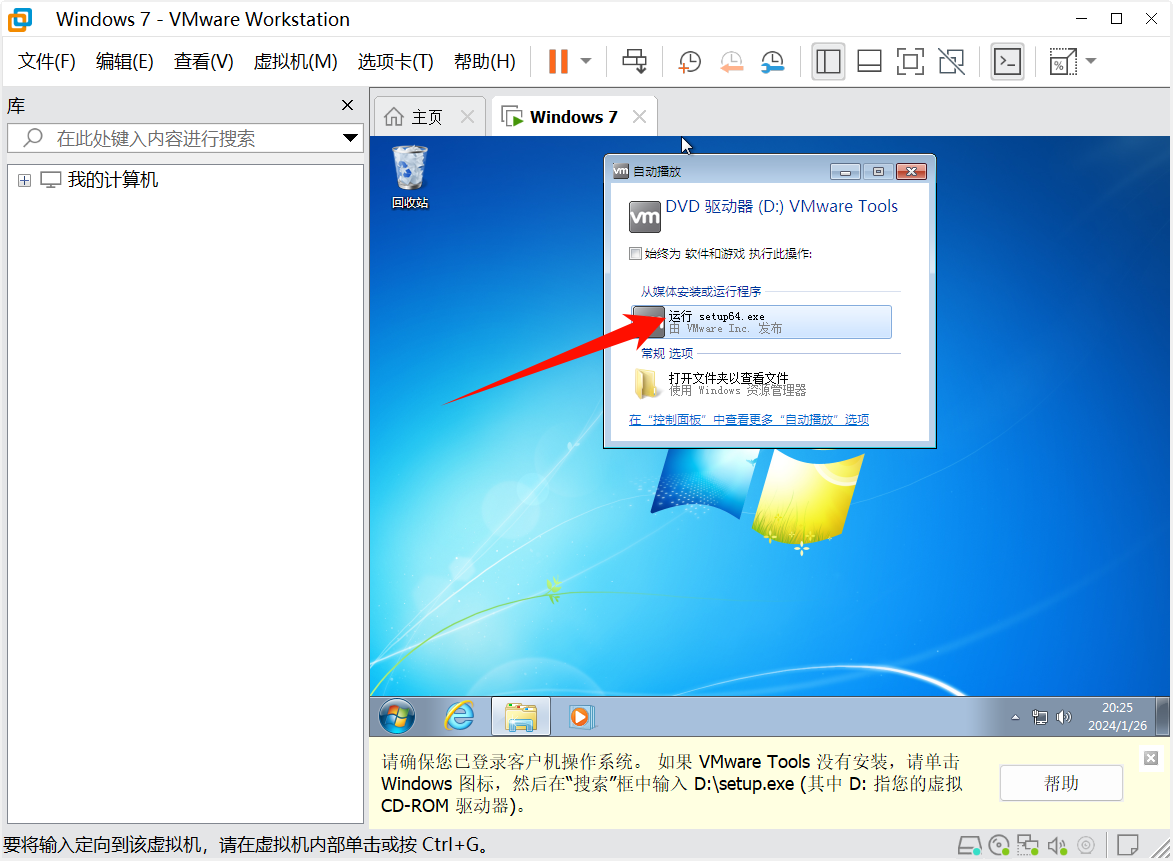 Windows 7 - VMware Workstation
文件(F) 编辑(E) 查看(V) 虚拟机(M) 选项卡(T) 帮助(H)
库
在此处键入内容进行搜索
我的计算机
主页
Windows 7
回收站
vm 自动播放
vm
DVD 驱动器 (D:) VMware Tools
始终为 软件和游戏 执行此操作:
从媒体安装或运行程序
运行 setup64.exe
由 VMware Inc. 发布
常规 选项
打开文件夹以查看文件
使用 Windows 资源管理器
在“控制面板”中查看更多“自动播放”选项
20:25
2024/1/26
请确保您已登录客户机操作系统。 如果 VMware Tools 没有安装，请单击
Windows 图标，然后在“搜索”框中输入 D:\setup.exe (其中 D: 指您的虚拟
CD-ROM 驱动器)。
帮助
要将输入定向到该虚拟机，请在虚拟机内部单击或按 Ctrl+G。